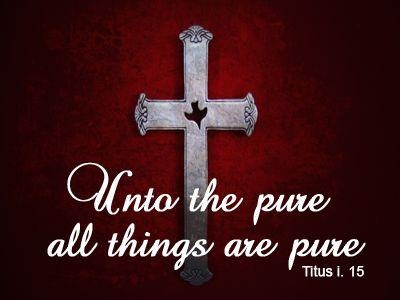 Unto the pure
all things are pure
Titus i. 15